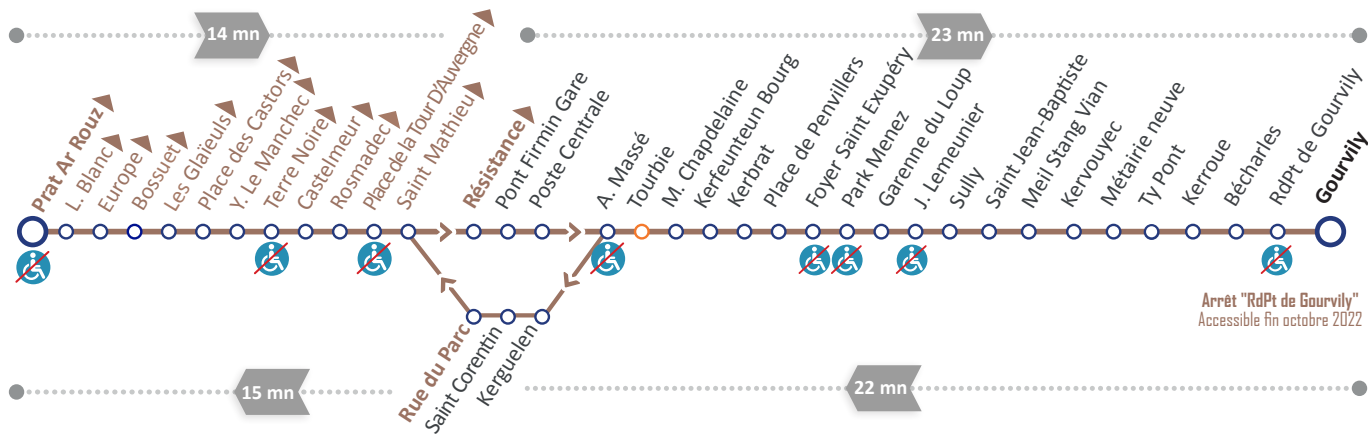 14 mn
23 mn
Prat Ar Rouz
L. Blanc
Europe
Bossuet
Les Glaïeuls
Place des Castors
Y. Le Manchec
Terre Noire
Castelmeur
Rosmadec
Place de la Tour D'Auvergne
Saint Mathieu
Résistance
Pont Firmin Gare
Poste Centrale
A. Massé
Tourbie
M. Chapdelaine
Kerfeunteun Bourg
Kerbrat
Place de Penvillers
Foyer Saint Exupéry
Park Menez
Garenne du Loup
J. Lemeunier
Sully
Saint Jean-Baptiste
Meil Stang Vian
Kervouyec
Métairie neuve
Ty Pont
Kerroue
Bécharles
RdPt de Gourvily
Gourvily
Rue du Parc
Saint Corentin
Kerguelen
Arrêt "RdPt de Gourvily"
Accessible fin octobre 2022
15 mn
22 mn